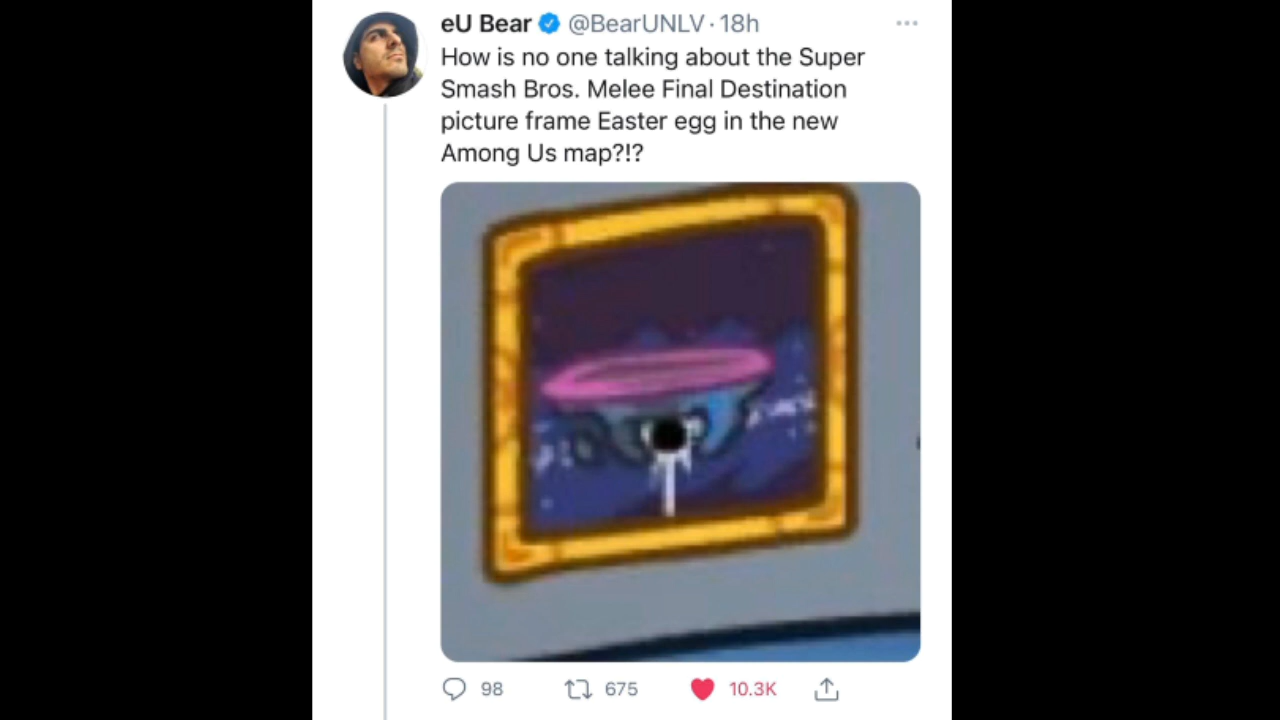 eU Bear @BearUNLV · 18h
How is no one talking about the Super
Smash Bros. Melee Final Destination
picture frame Easter egg in the new
Among Us map?!?
98 675 10.3K